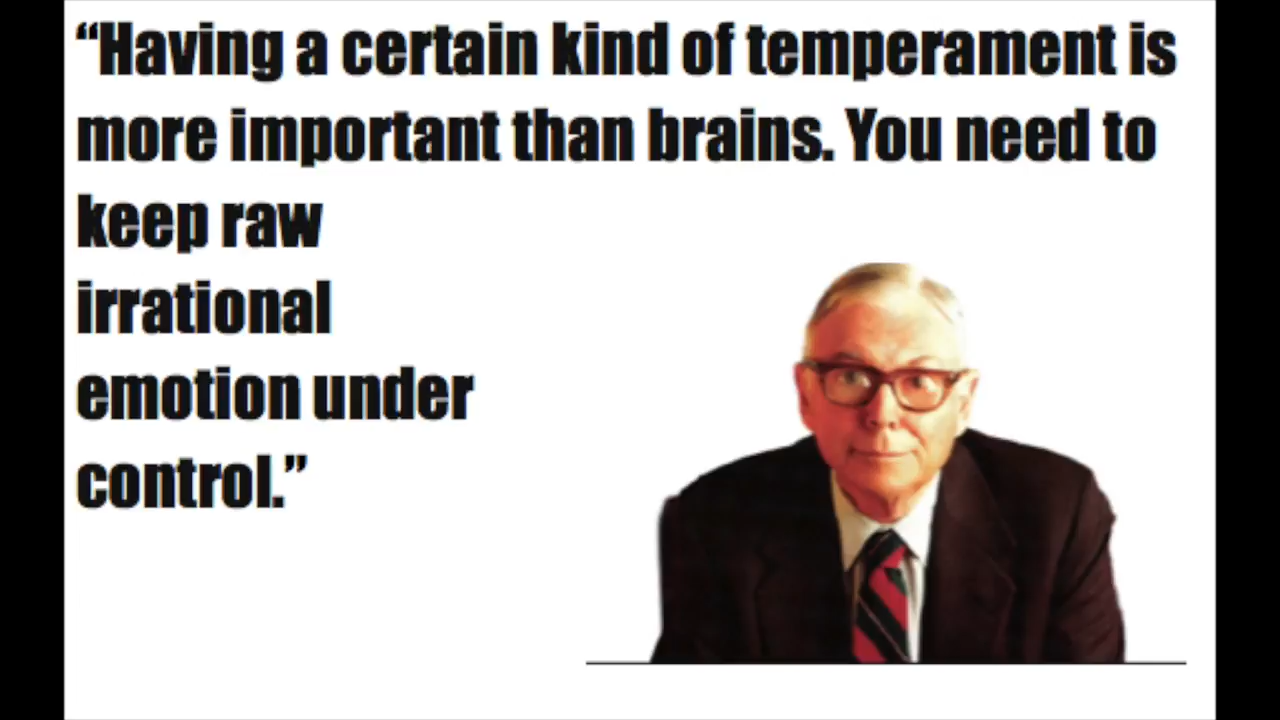 “Having a certain kind of temperament is
more important than brains. You need to
keep raw
irrational
emotion under
control.”